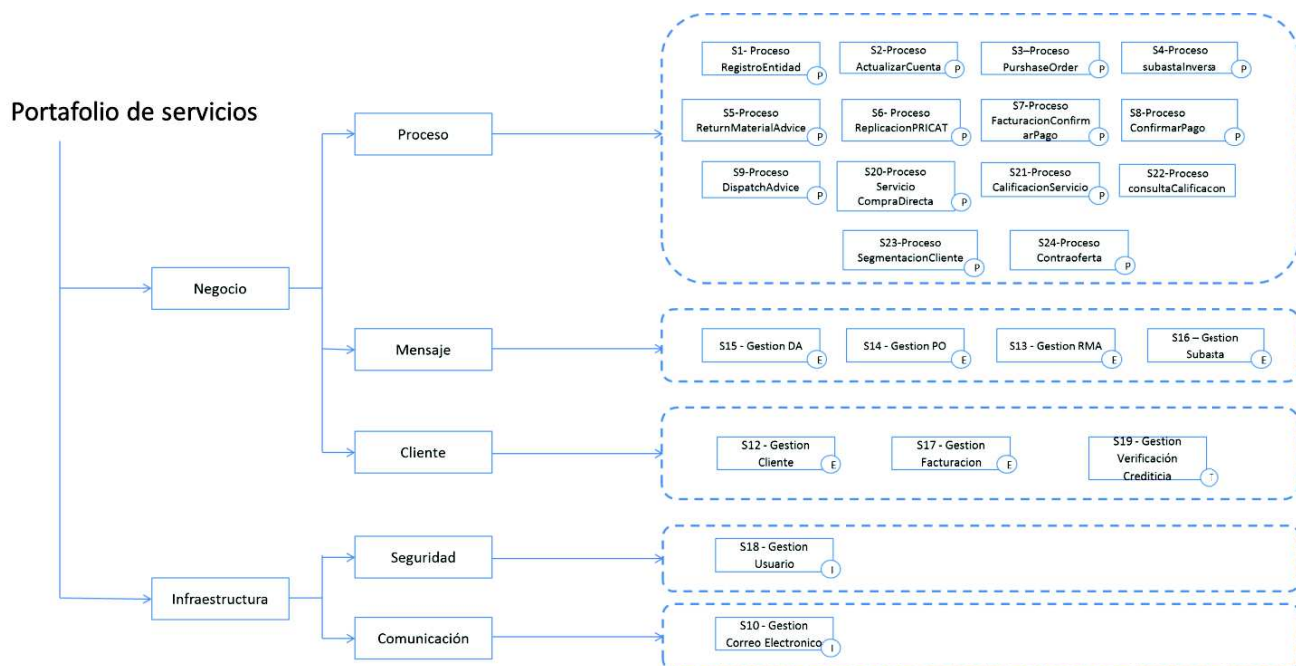 Portafolio de servicios
Negocio
Infraestructura
Proceso
Mensaje
Cliente
Seguridad
Comunicación
S1- Proceso
RegistroEntidad
P
S2-Proceso
ActualizarCuenta
P
S3–Proceso
PurshaseOrder
P
S4-Proceso
subastaInversa
P
S5-Proceso
ReturnMaterialAdvice
P
S6- Proceso
ReplicacionPRICAT
P
S7-Proceso
FacturacionConfirm
arPago
P
S8-Proceso
ConfirmarPago
P
S9-Proceso
DispatchAdvice
P
S20-Proceso
Servicio
CompraDirecta
P
S21-Proceso
CalificacionServicio
P
S22-Proceso
consultaCalificacon
S23-Proceso
SegmentacionCliente
P
S24-Proceso
Contraoferta
P
S15 - Gestion DA
E
S14 - Gestion PO
E
S13 - Gestion RMA
E
S16 – Gestion
Subasta
E
S12 - Gestion
Cliente
E
S17 - Gestion
Facturacion
E
S19 - Gestion
Verificación
Crediticia
S18 - Gestion
Usuario
I
S10 - Gestion
Correo Electronico
I